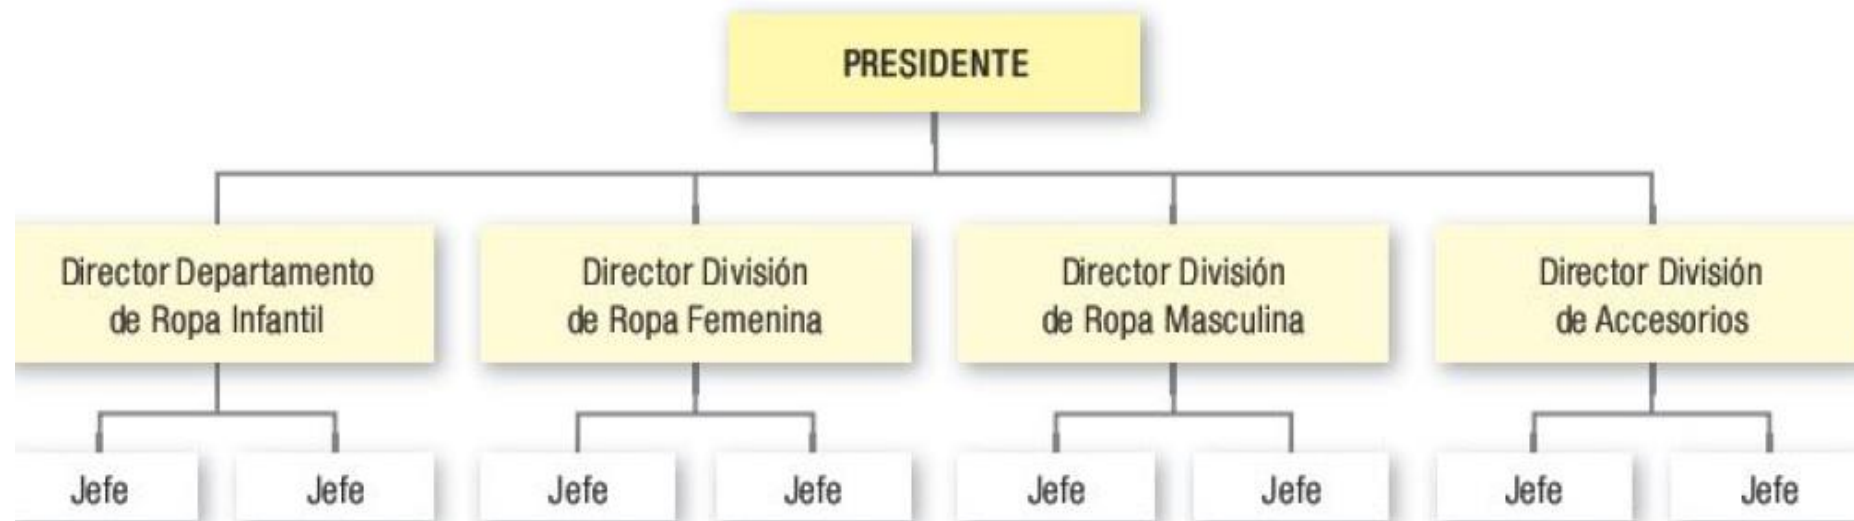 PRESIDENTE
Director Departamento
de Ropa Infantil
Director División
de Ropa Femenina
Director División
de Ropa Masculina
Director División
de Accesorios
Jefe
Jefe
Jefe
Jefe
Jefe
Jefe
Jefe
Jefe